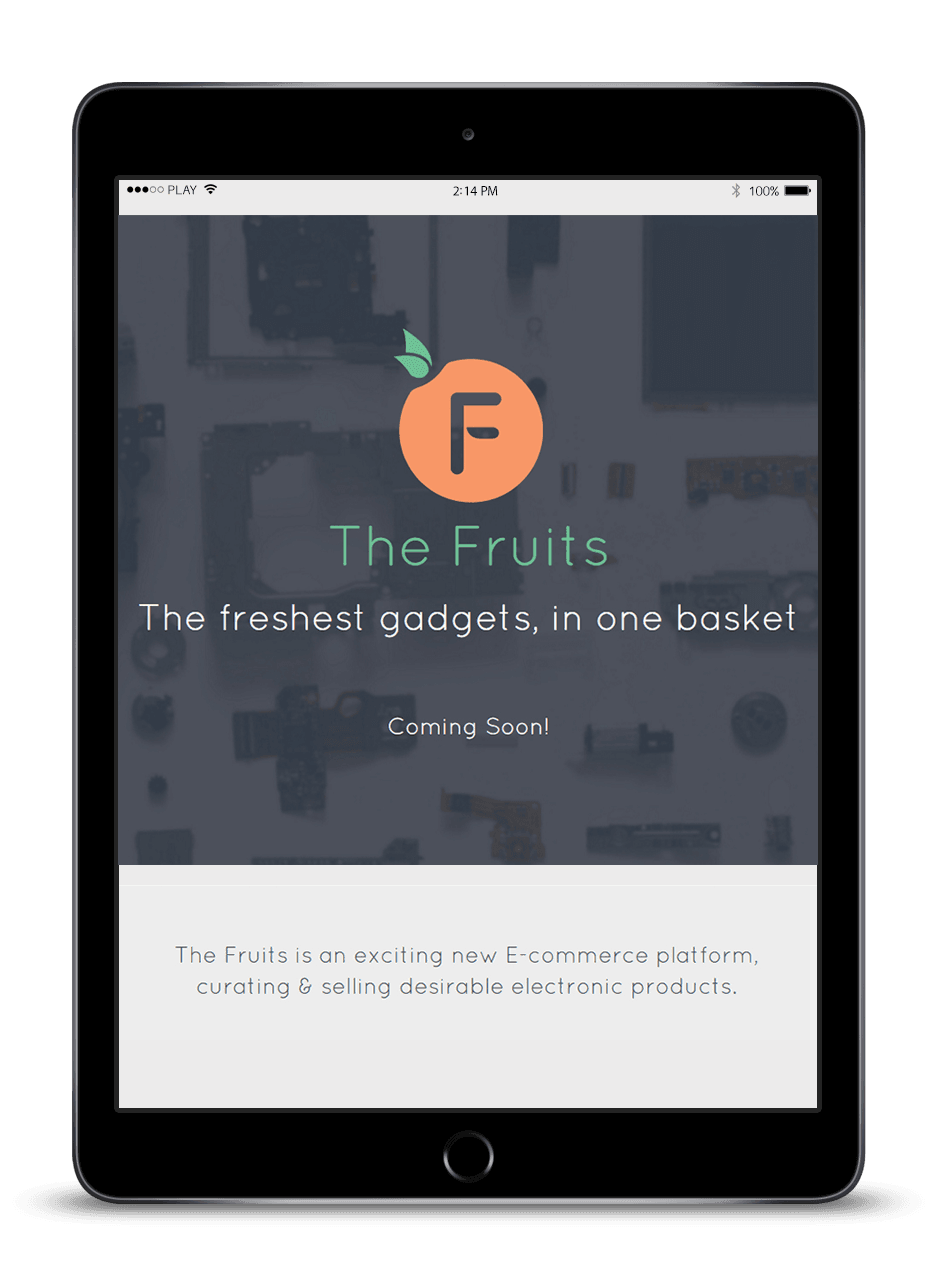 PLAY 2:14 PM 100%
F
The Fruits
The freshest gadgets, in one basket
Coming Soon!
The Fruits is an exciting new E-commerce platform,
curating & selling desirable electronic products.